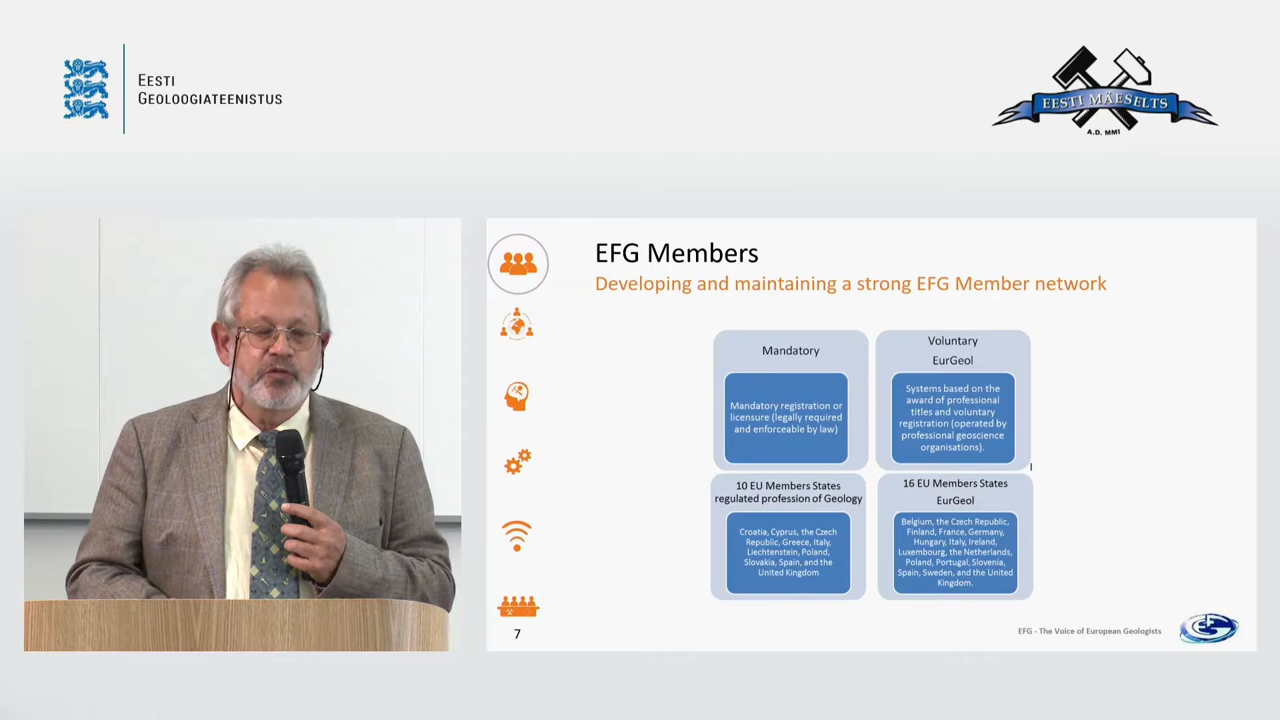 EESTI
GEOLOOGIATEENISTUS
EESTI MÄESELTS
A.D. MMI
EFG Members
Developing and maintaining a strong EFG Member network
Mandatory
Mandatory registration or
licensure (legally required
and enforceable by law)
Voluntary
EurGeol
Systems based on the
award of professional
titles and voluntary
registration (operated by
professional geoscience
organisations).
10 EU Members States
regulated profession of Geology
Croatia, Cyprus, the Czech
Republic, Greece, Italy,
Liechtenstein, Poland,
Slovakia, Spain, and the
United Kingdom
16 EU Members States
EurGeol
Belgium, the Czech Republic,
Finland, France, Germany,
Hungary, Italy, Ireland,
Luxembourg, the Netherlands,
Poland, Portugal, Slovenia,
Spain, Sweden, and the United
Kingdom.
7
EFG - The Voice of European Geologists
EFG